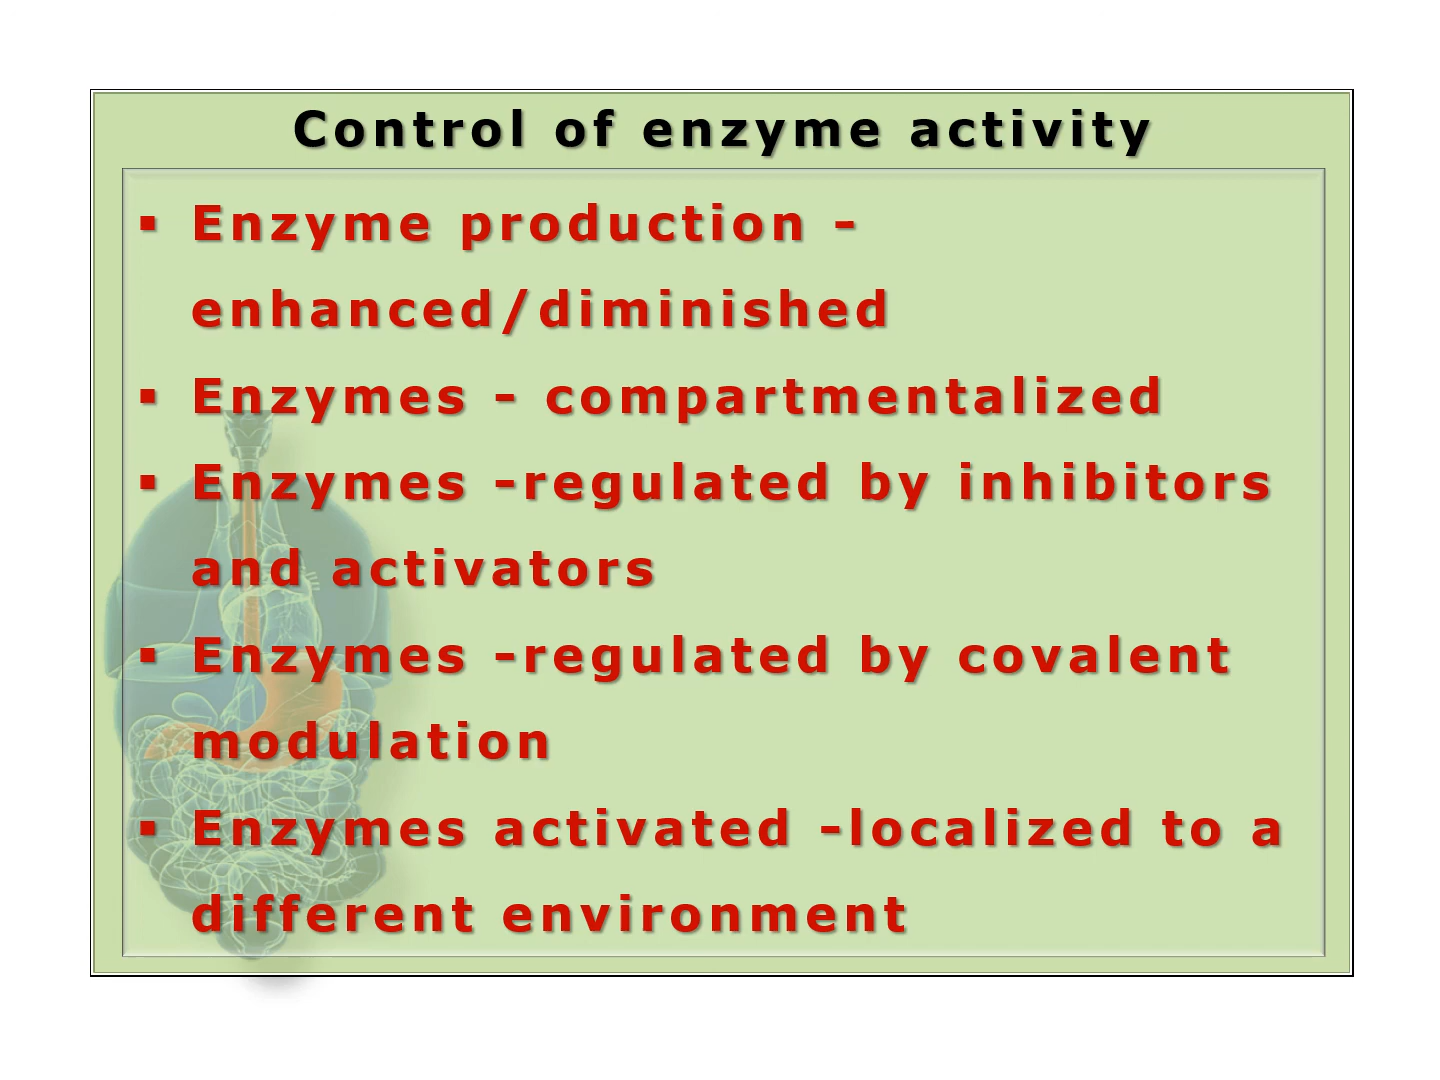 Control of enzyme activity
▪ Enzyme production -
enhanced/diminished
▪ Enzymes - compartmentalized
▪ Enzymes -regulated by inhibitors
and activators
▪ Enzymes -regulated by covalent
modulation
▪ Enzymes activated -localized to a
different environment